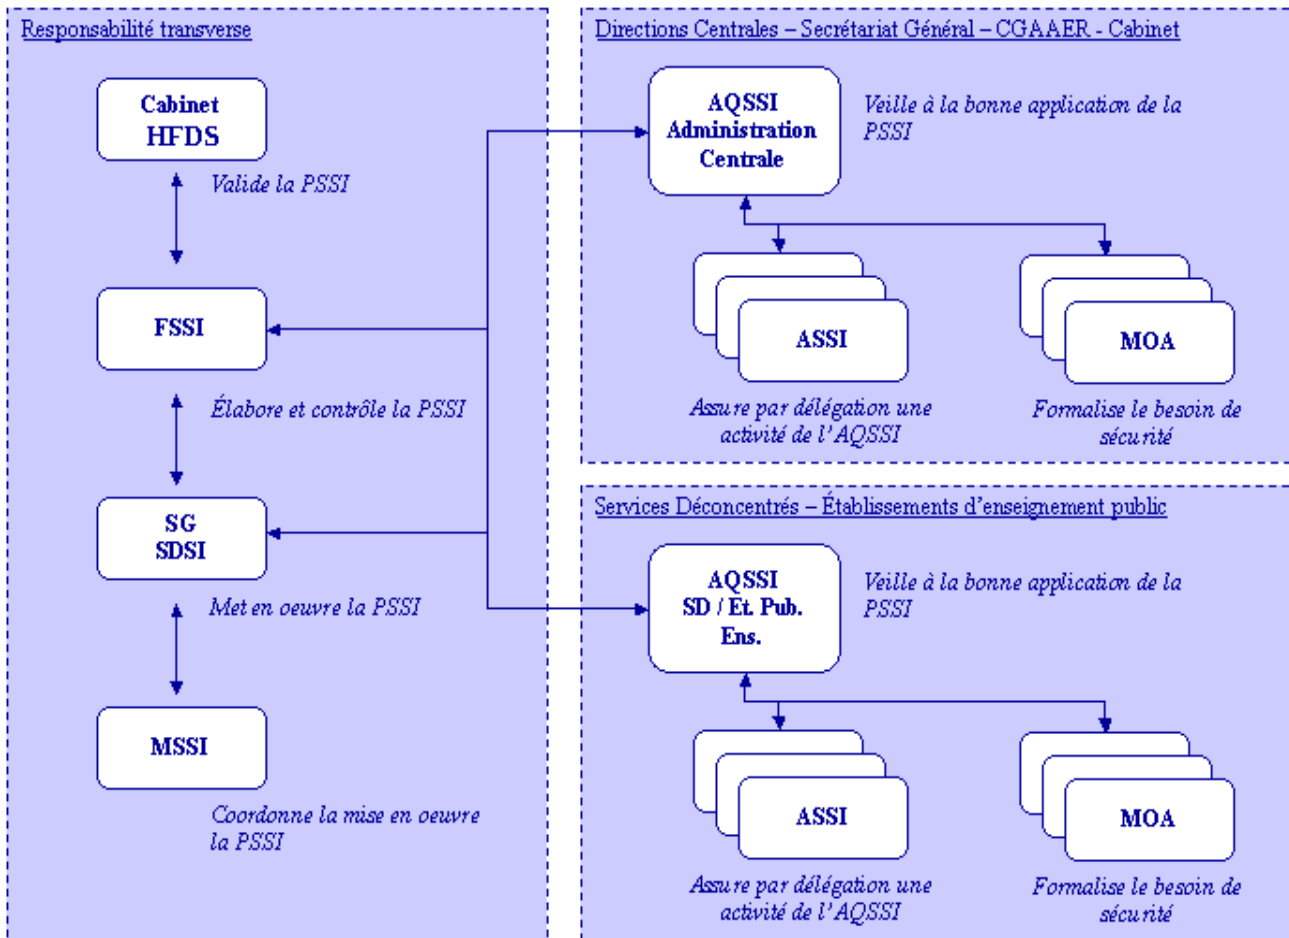 Responsabilité transverse
Cabinet
HFDS
Valide la PSSI
FSSI
Élabore et contrôle la PSSI
SG
SDSI
Met en oeuvre la PSSI
MSSI
Coordonne la mise en oeuvre
la PSSI
Directions Centrales – Secrétariat Général – CGAAER - Cabinet
AQSSI
Administration
Centrale
Veille à la bonne application de la
PSSI
ASSI
MOA
Assure par délégation une
activité de l'AQSSI
Formalise le besoin de
sécurité
Services Déconcentrés – Établissements d'enseignement public
AQSSI
SD / Et. Pub.
Ens.
Veille à la bonne application de la
PSSI
ASSI
MOA
Assure par délégation une
activité de l'AQSSI
Formalise le besoin de
sécurité